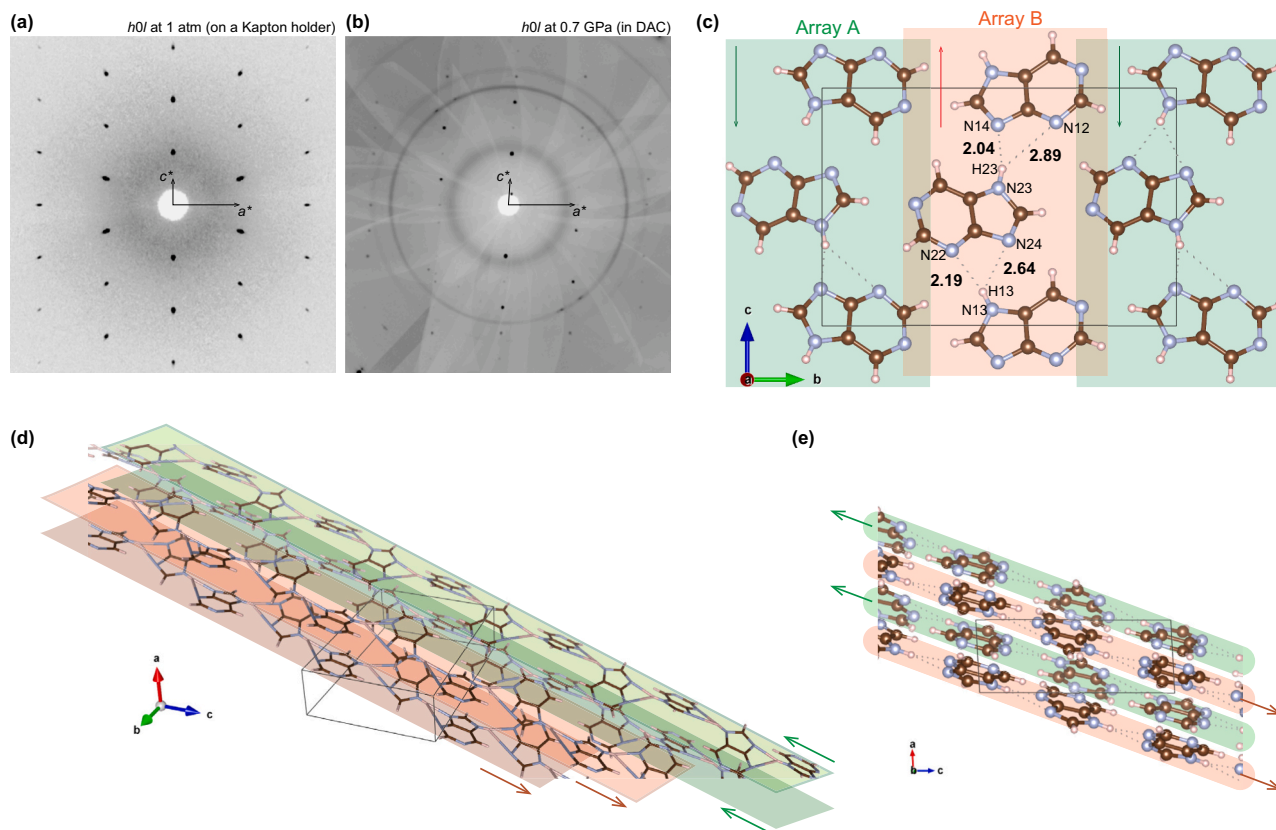 (a)
h0l at 1 atm (on a Kapton holder)
c*
a*
(b)
h0l at 0.7 GPa (in DAC)
c*
a*
(c)
Array A
Array B
N14
N12
2.04
2.89
H23
N23
N22
N24
2.19
2.64
H13
N13
c
a
b
(d)
a
b
c
(e)
a
b
c